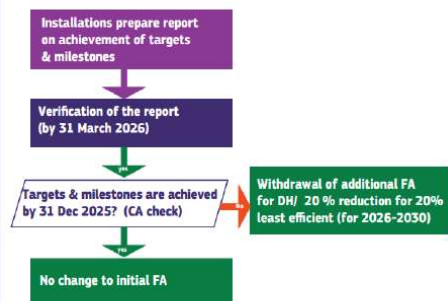 Installations prepare report
on achievement of targets
& milestones
Verification of the report
(by 31 March 2026)
yes
Targets & milestones are achieved
by 31 Dec 2025? (CA check)
No
Withdrawal of additional FA
for DH/ 20 % reduction for 20%
least efficient (for 2026-2030)
yes
No change to initial FA